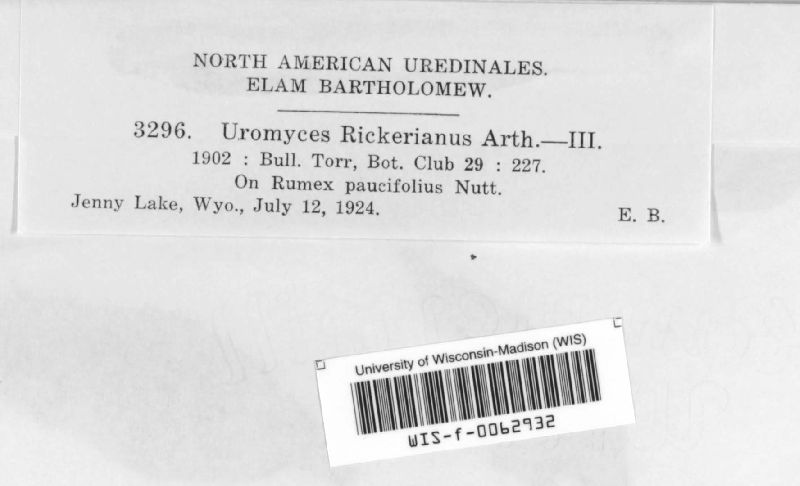 NORTH AMERICAN UREDINALES.
ELAM BARTHOLOMEW.
3296. Uromyces Rickerianus Arth.—III.
1902 : Bull. Torr, Bot. Club 29 : 227.
On Rumex paucifolius Nutt.
Jenny Lake, Wyo., July 12, 1924. E. B.
University of Wisconsin-Madison (WIS)
WIS-f-0062932